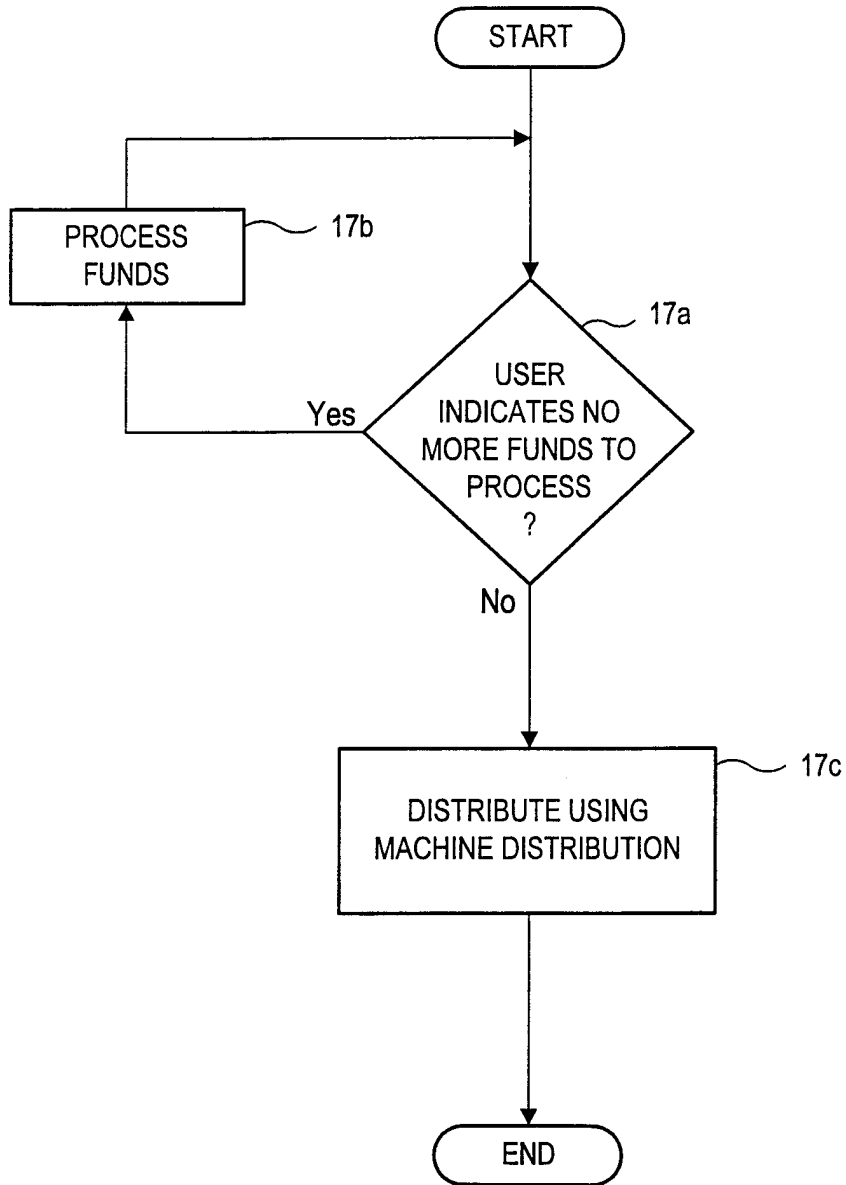 START
PROCESS
FUNDS
17b
17a
USER
INDICATES NO
MORE FUNDS TO
PROCESS
?
Yes
No
17c
DISTRIBUTE USING
MACHINE DISTRIBUTION
END